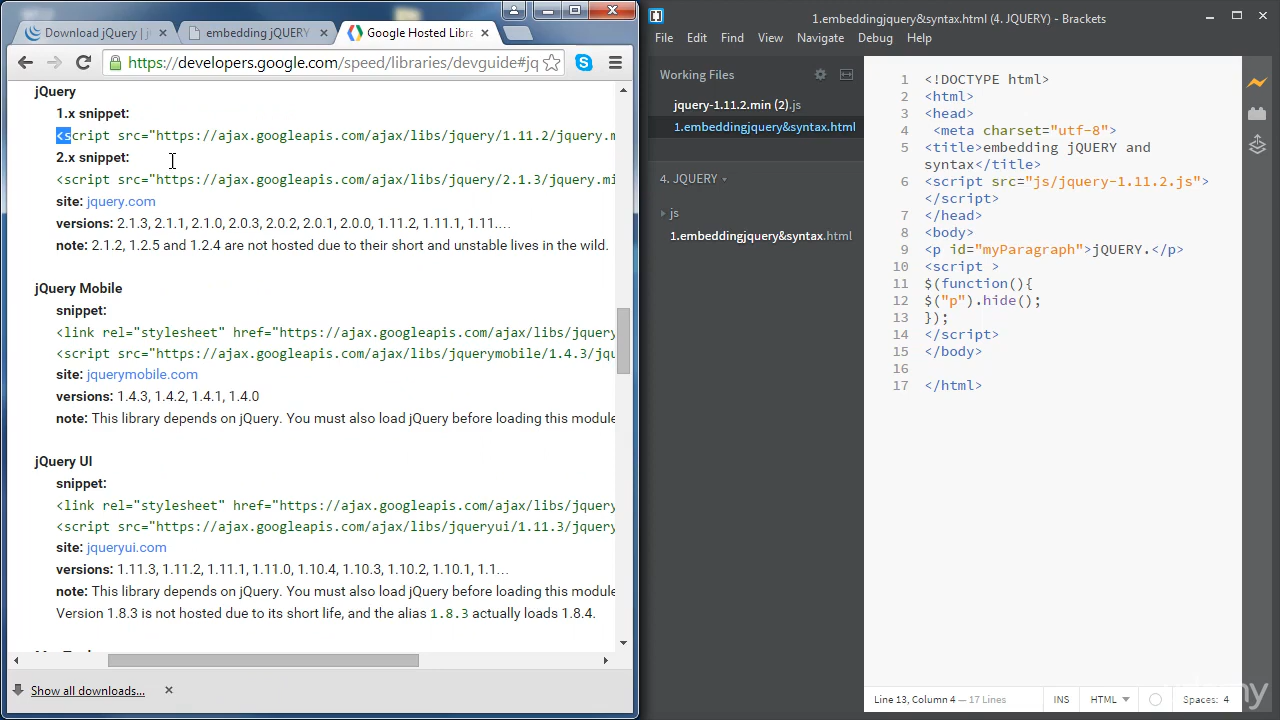 Download jQuery | j
embedding jQUERY
Google Hosted Libra
https://developers.google.com/speed/libraries/devguide#jq
jQuery
1.x snippet:
<script src="https://ajax.googleapis.com/ajax/libs/jquery/1.11.2/jquery.m
2.x snippet:
<script src="https://ajax.googleapis.com/ajax/libs/jquery/2.1.3/jquery.mi
site: jquery.com
versions: 2.1.3, 2.1.1, 2.1.0, 2.0.3, 2.0.2, 2.0.1, 2.0.0, 1.11.2, 1.11.1, 1.11....
note: 2.1.2, 1.2.5 and 1.2.4 are not hosted due to their short and unstable lives in the wild.
jQuery Mobile
snippet:
<link rel="stylesheet" href="https://ajax.googleapis.com/ajax/libs/jquery
<script src="https://ajax.googleapis.com/ajax/libs/jquerymobile/1.4.3/jqu
site: jquerymobile.com
versions: 1.4.3, 1.4.2, 1.4.1, 1.4.0
note: This library depends on jQuery. You must also load jQuery before loading this module
jQuery UI
snippet:
<link rel="stylesheet" href="https://ajax.googleapis.com/ajax/libs/jquery
<script src="https://ajax.googleapis.com/ajax/libs/jqueryui/1.11.3/jquery
site: jqueryui.com
versions: 1.11.3, 1.11.2, 1.11.1, 1.11.0, 1.10.4, 1.10.3, 1.10.2, 1.10.1, 1.1...
note: This library depends on jQuery. You must also load jQuery before loading this module
Version 1.8.3 is not hosted due to its short life, and the alias 1.8.3 actually loads 1.8.4.
Show all downloads...
1.embeddingjquery&syntax.html (4. JQUERY) - Brackets
File Edit Find View Navigate Debug Help
Working Files
jquery-1.11.2.min (2).js
1.embeddingjquery&syntax.html
4. JQUERY
js
1.embeddingjquery&syntax.html
1 <!DOCTYPE html>
2 <html>
3 <head>
4 <meta charset="utf-8">
5 <title>embedding jQUERY and
syntax</title>
6 <script src="js/jquery-1.11.2.js">
</script>
7 </head>
8 <body>
9 <p id="myParagraph">jQUERY.</p>
10 <script >
11 $(function(){
12 $("p").hide();
13 });
14 </script>
15 </body>
16
17 </html>
Line 13, Column 4 — 17 Lines
INS
HTML
Spaces: 4
udemy